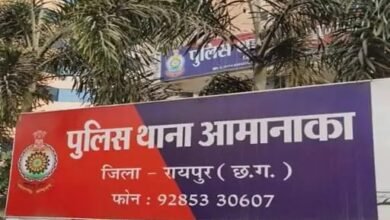 पुलिस थाना आमानाका
जिला - रायपुर ( छ.ग. )
फोन : 92853 30607
पुलिस